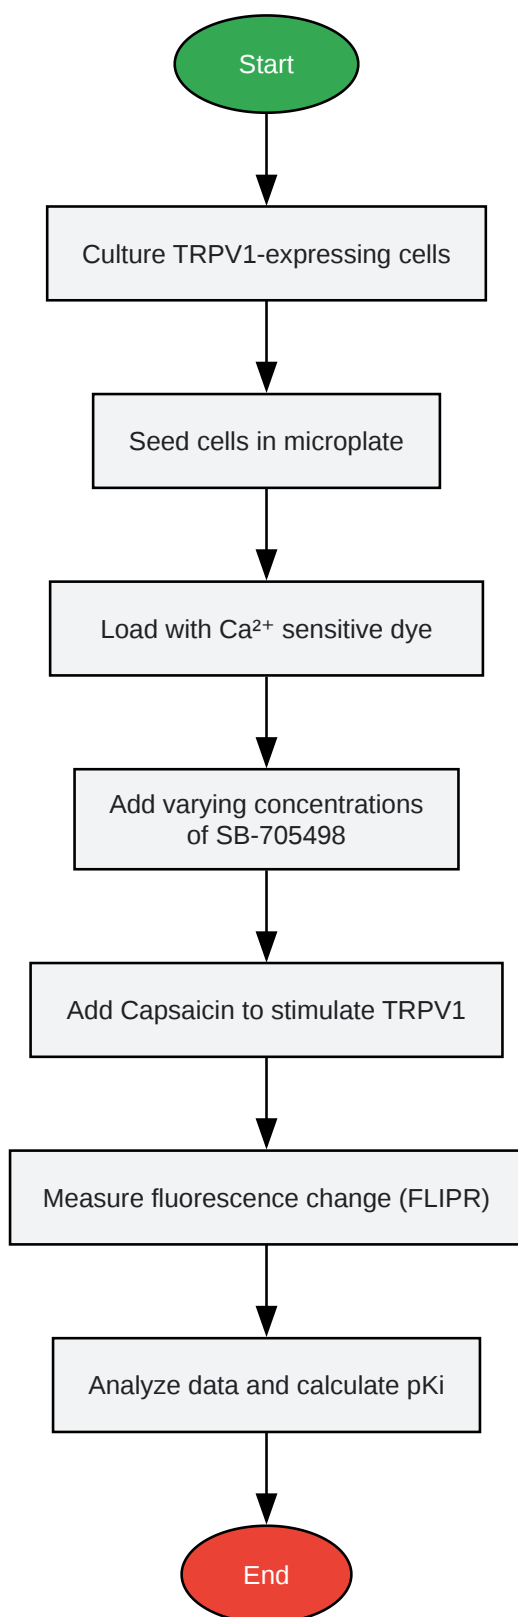 Start
Culture TRPV1-expressing cells
Seed cells in microplate
Load with Ca²⁺ sensitive dye
Add varying concentrations
of SB-705498
Add Capsaicin to stimulate TRPV1
Measure fluorescence change (FLIPR)
Analyze data and calculate pKi
End